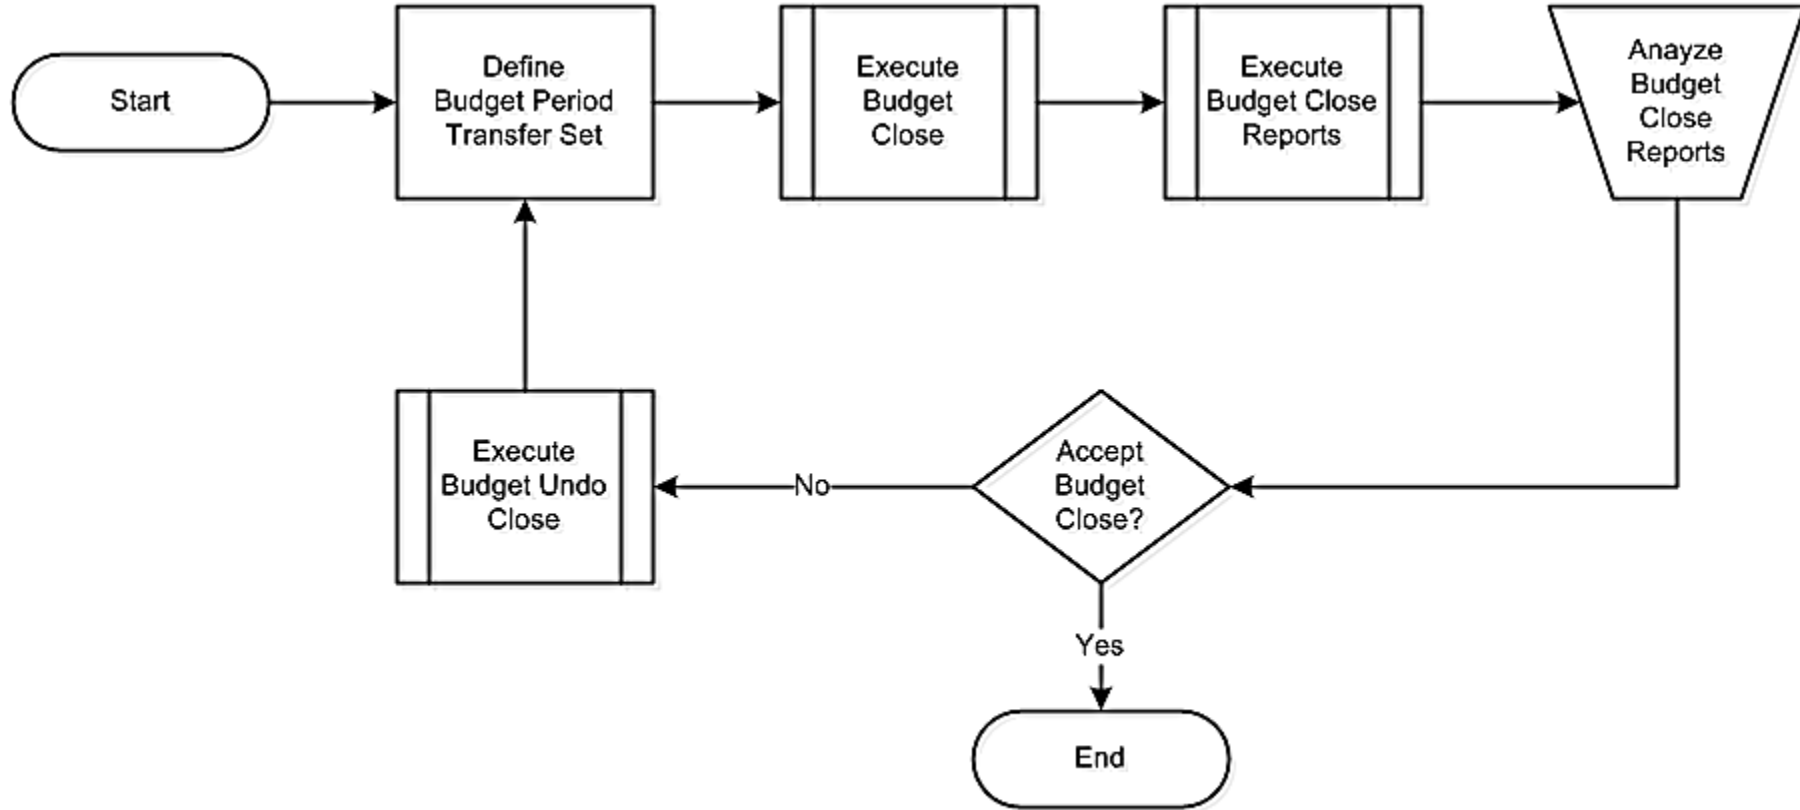 Start
Define
Budget Period
Transfer Set
Execute
Budget
Close
Execute
Budget Close
Reports
Anayze
Budget
Close
Reports
Execute
Budget Undo
Close
No
Accept
Budget
Close?
Yes
End